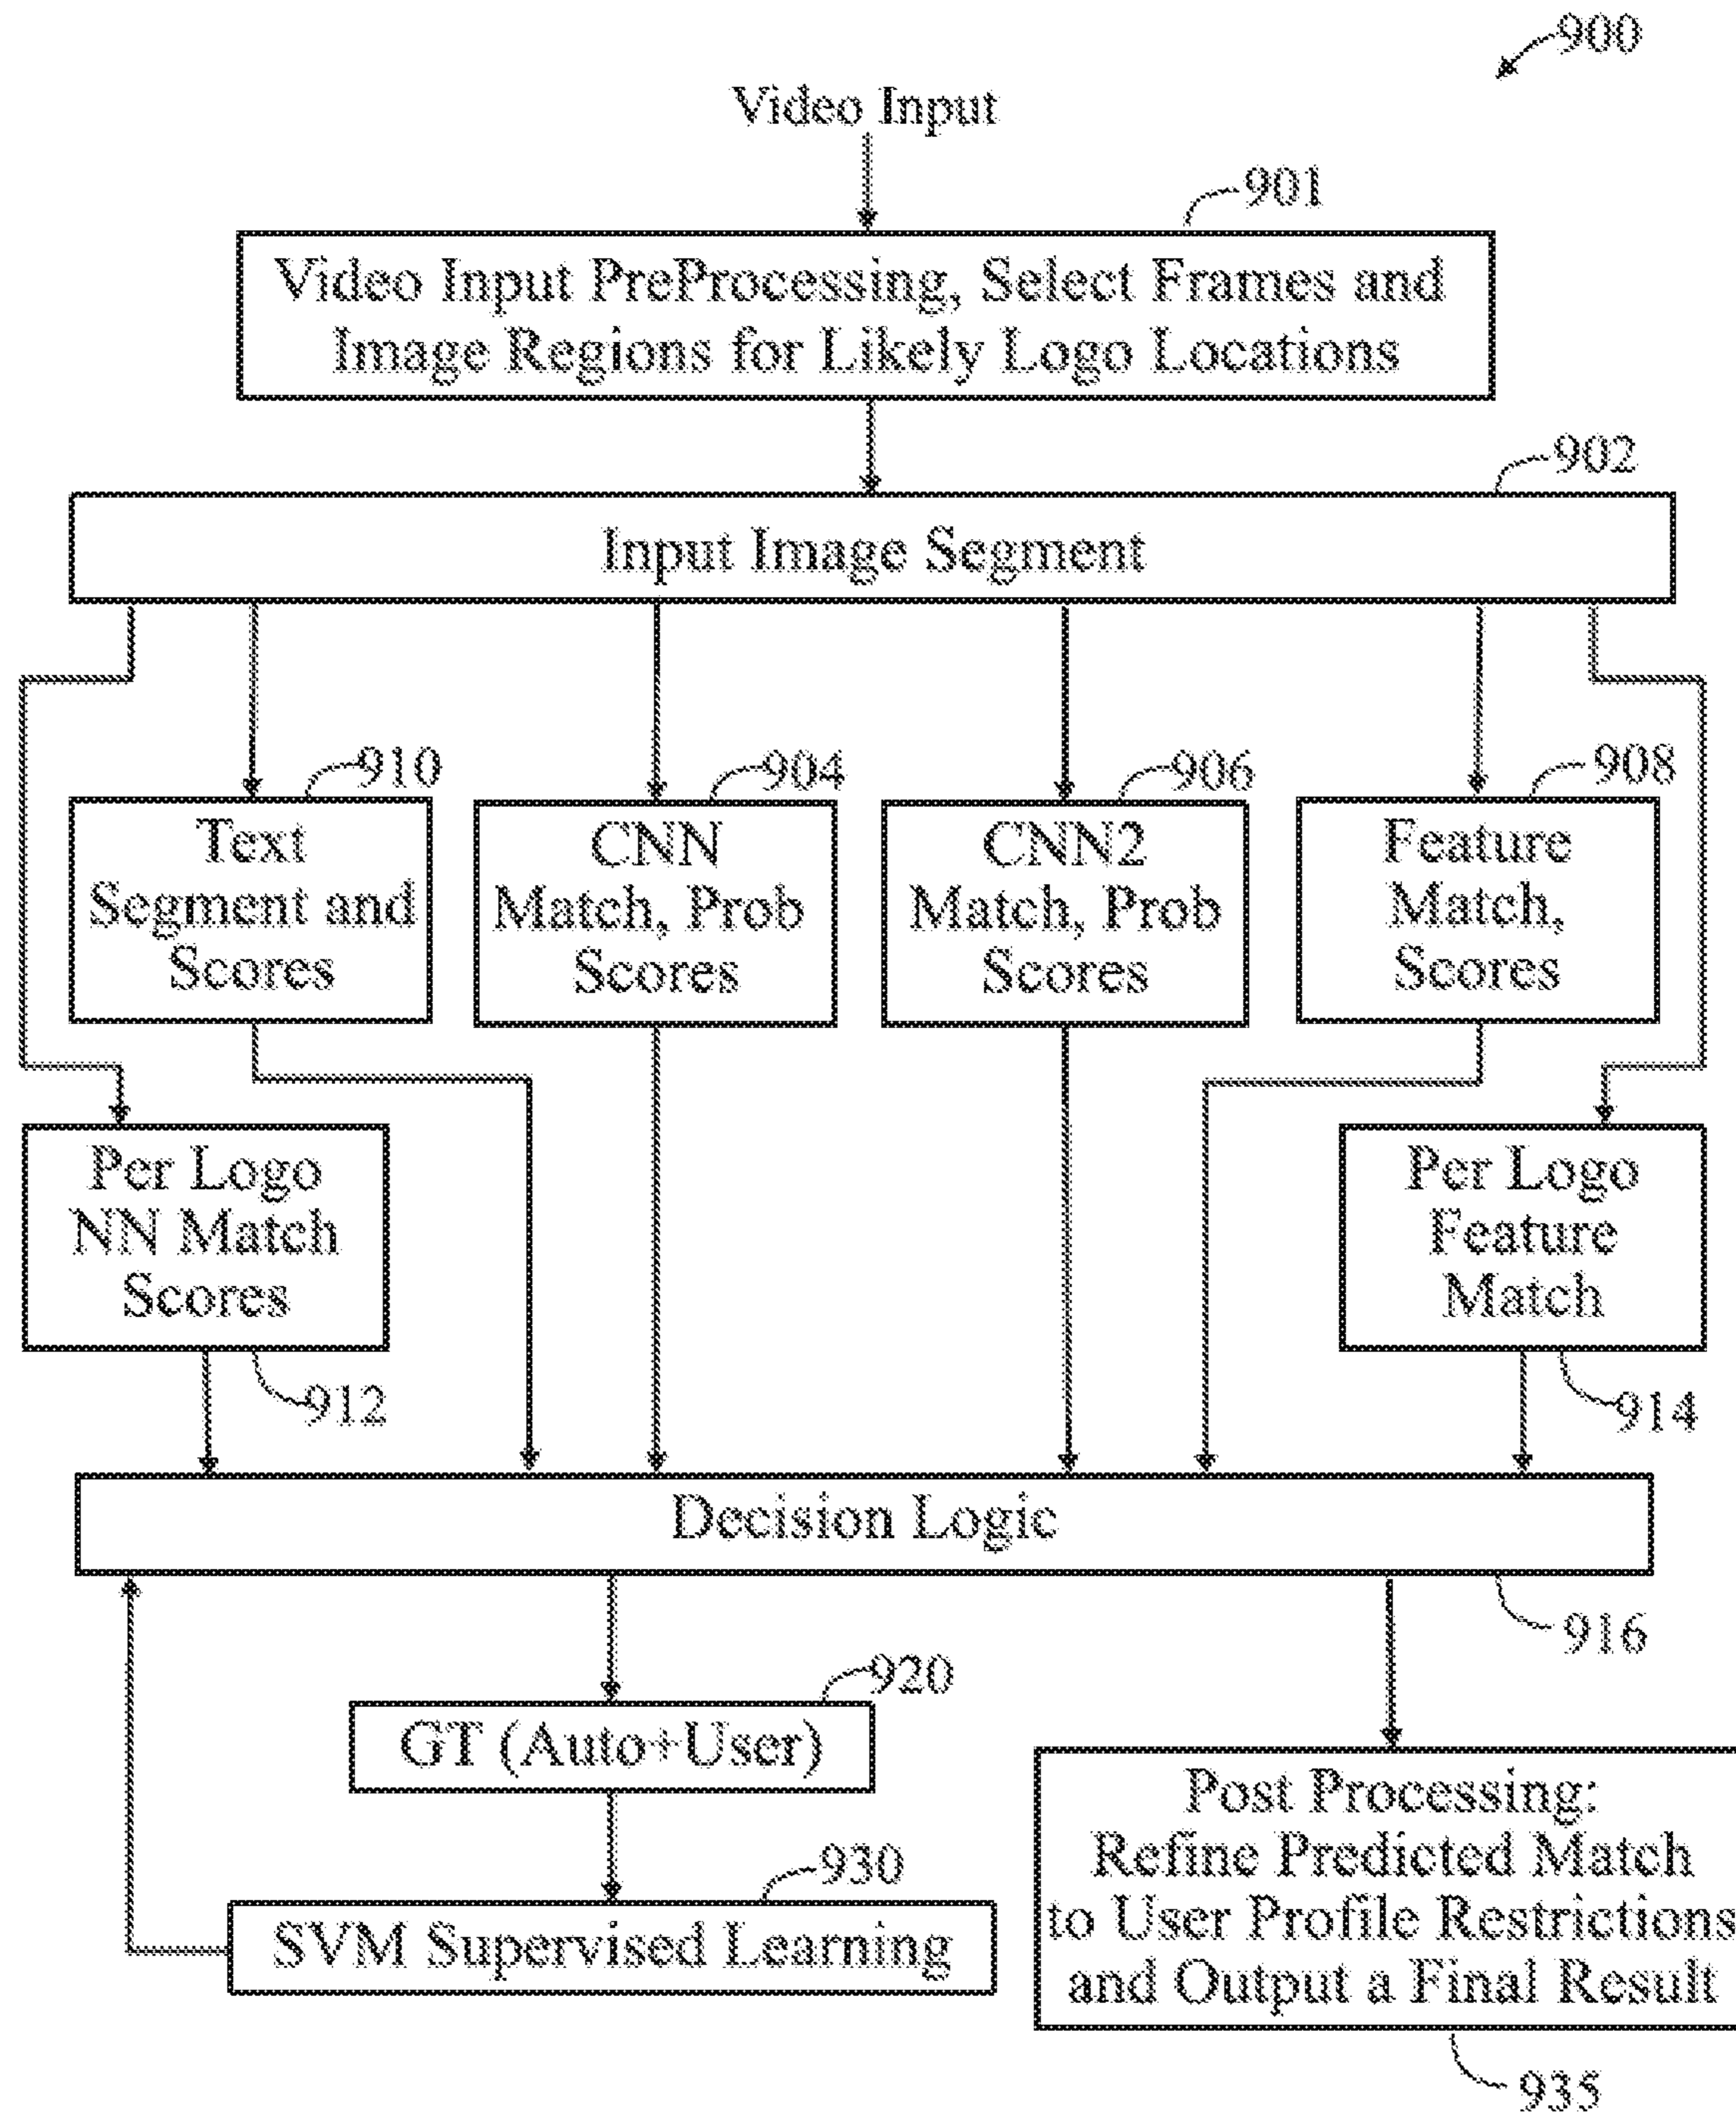 900
Video Input
901
Video Input PreProcessing, Select Frames and
Image Regions for Likely Logo Locations
902
Input Image Segment
910
Text
Segment and
Scores
904
CNN
Match, Prob
Scores
906
CNN2
Match, Prob
Scores
908
Feature
Match,
Scores
Per Logo
NN Match
Scores
912
Per Logo
Feature
Match
914
Decision Logic
916
920
GT (Auto+User)
930
SVM Supervised Learning
Post Processing:
Refine Predicted Match
to User Profile Restrictions
and Output a Final Result
935